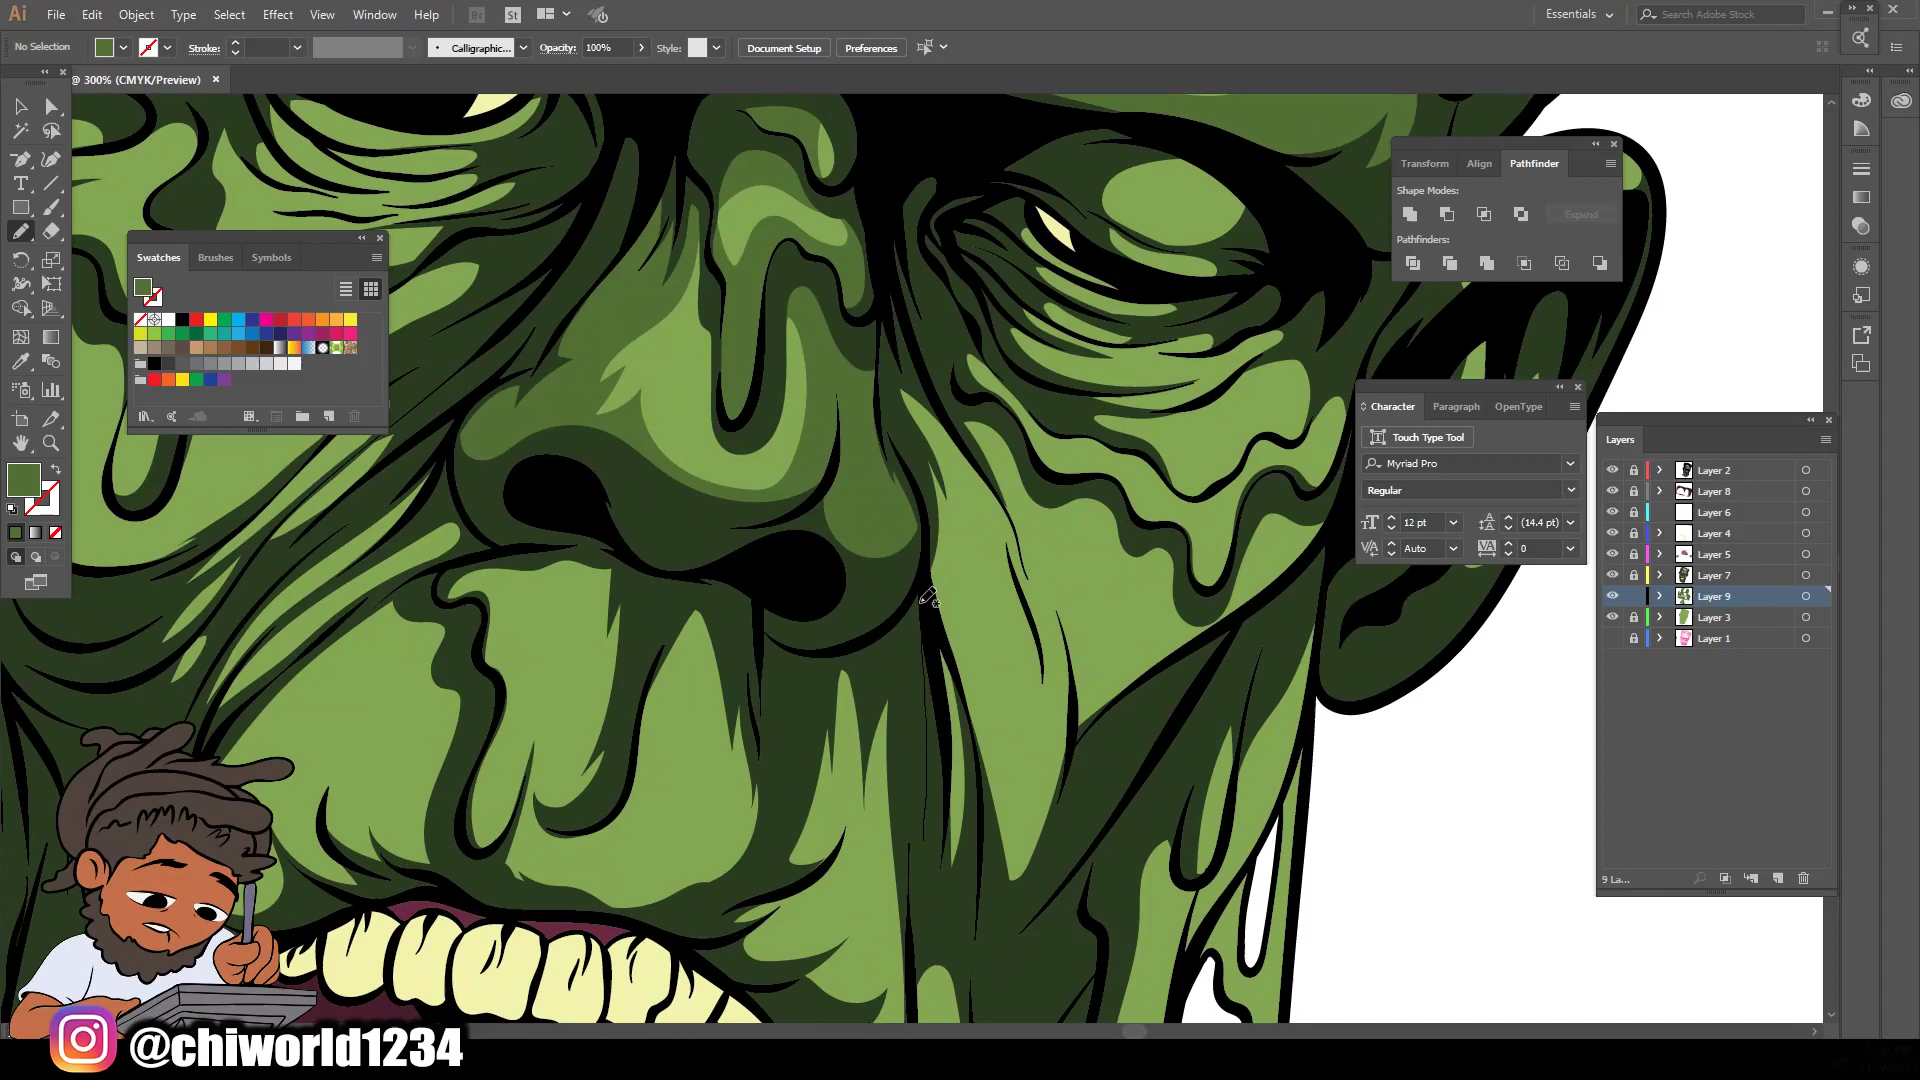 Ai File Edit Object Type Select Effect View Window Help Br St Essentials Search Adobe Stock
No Selection Stroke: Calligraphic... Opacity: 100% Style: Document Setup Preferences
@ 300% (CMYK/Preview)
Transform Align Pathfinder
Shape Modes:
Expand
Pathfinders:
Swatches Brushes Symbols
Character Paragraph OpenType
Touch Type Tool
Myriad Pro
Regular
12 pt (14.4 pt)
Auto 0
Layers
Layer 2
Layer 8
Layer 6
Layer 4
Layer 5
Layer 7
Layer 9
Layer 3
Layer 1
9 La...
@chiworld1234